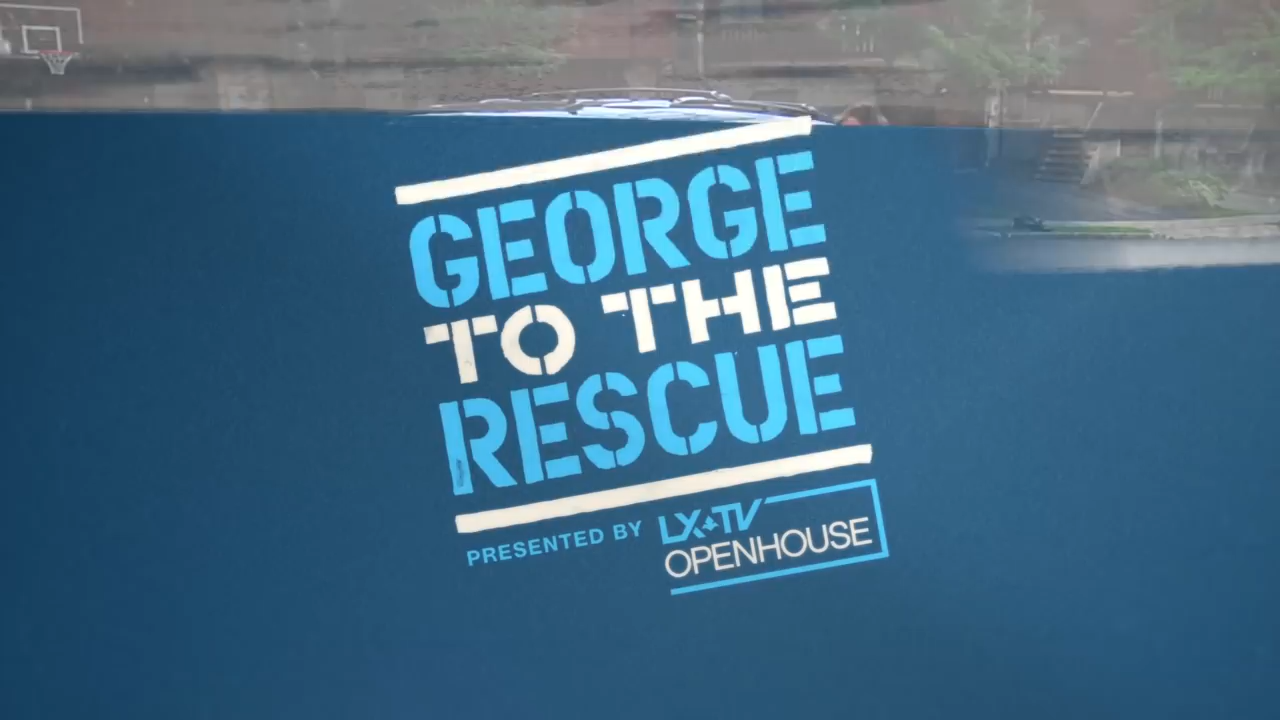 GEORGE
TO THE
RESCUE
PRESENTED BY LX TV
OPENHOUSE